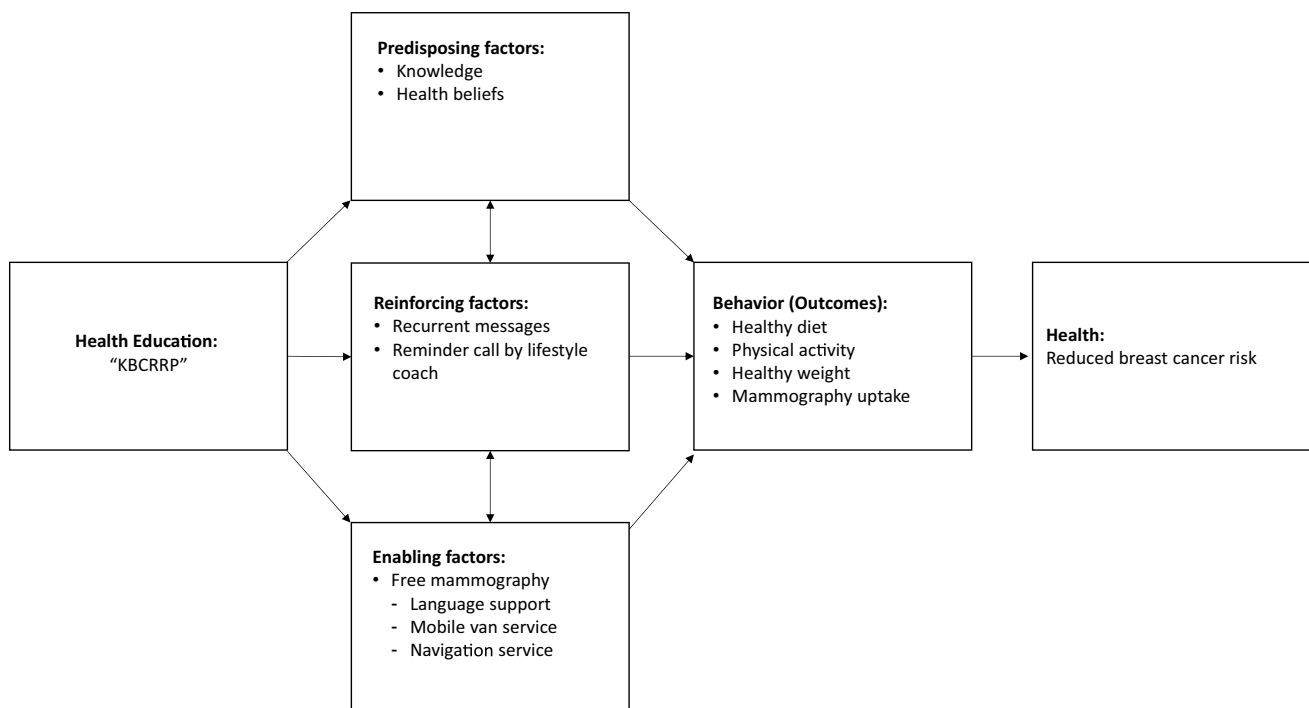 Predisposing factors:
• Knowledge
• Health beliefs
Health Education:
“KBCRRP”
Reinforcing factors:
• Recurrent messages
• Reminder call by lifestyle
coach
Behavior (Outcomes):
• Healthy diet
• Physical activity
• Healthy weight
• Mammography uptake
Health:
Reduced breast cancer risk
Enabling factors:
• Free mammography
- Language support
- Mobile van service
- Navigation service